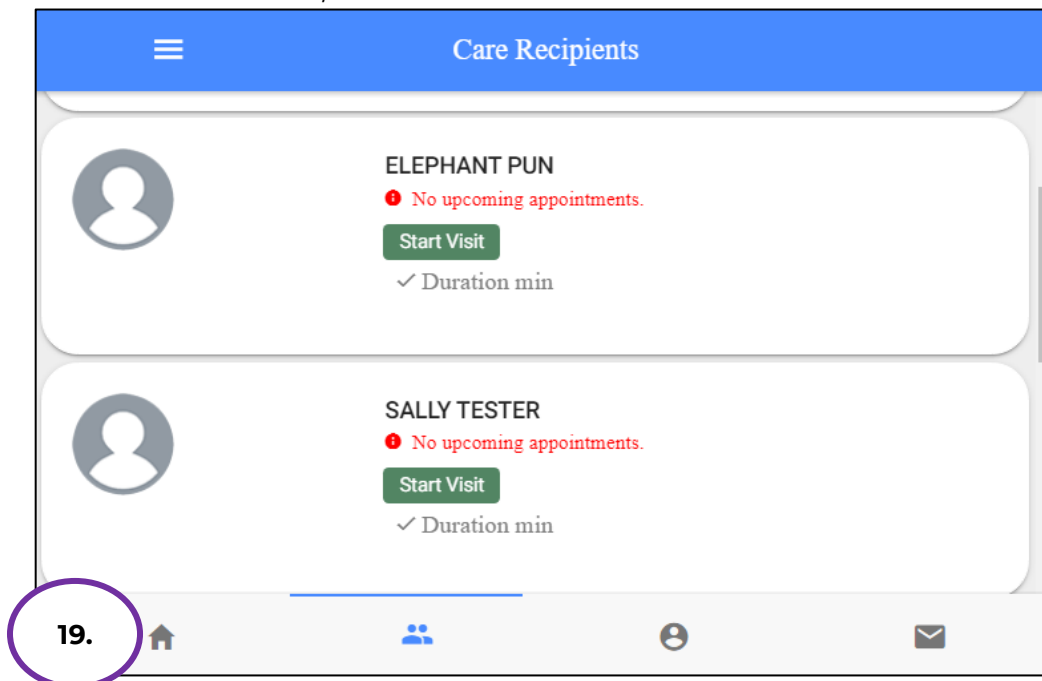 Care Recipients
ELEPHANT PUN
No upcoming appointments.
Start Visit
Duration min
SALLY TESTER
No upcoming appointments.
Start Visit
Duration min
19.